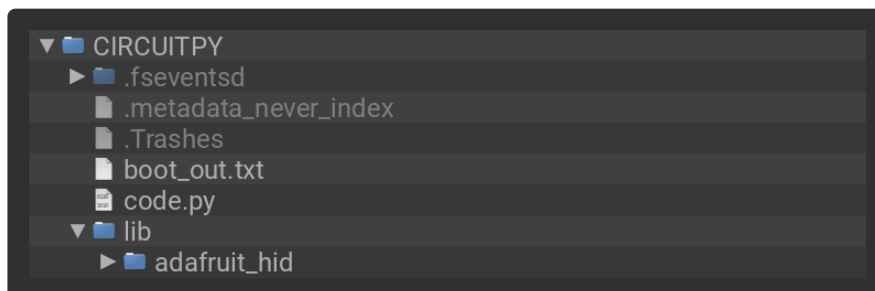 CIRCUITPY
.fseventsd
.metadata_never_index
.Trashes
boot_out.txt
code.py
lib
adafruit_hid